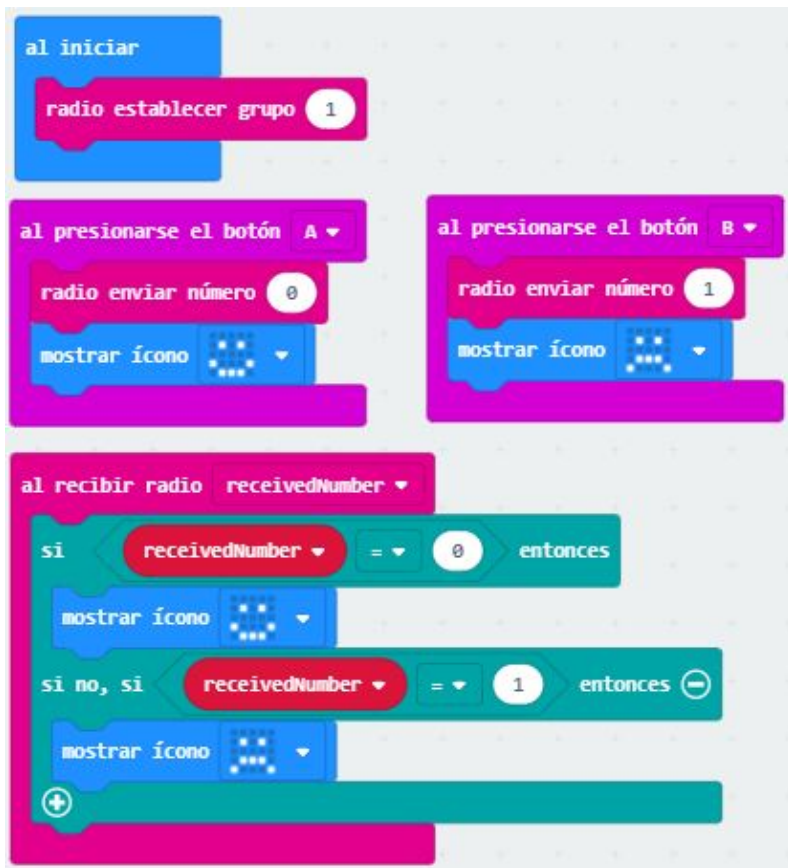 al iniciar
radio establecer grupo 1
al presionarse el botón A
radio enviar número 0
mostrar ícono
al presionarse el botón B
radio enviar número 1
mostrar ícono
al recibir radio receivedNumber
si receivedNumber = 0 entonces
mostrar ícono
si no, si receivedNumber = 1 entonces
mostrar ícono